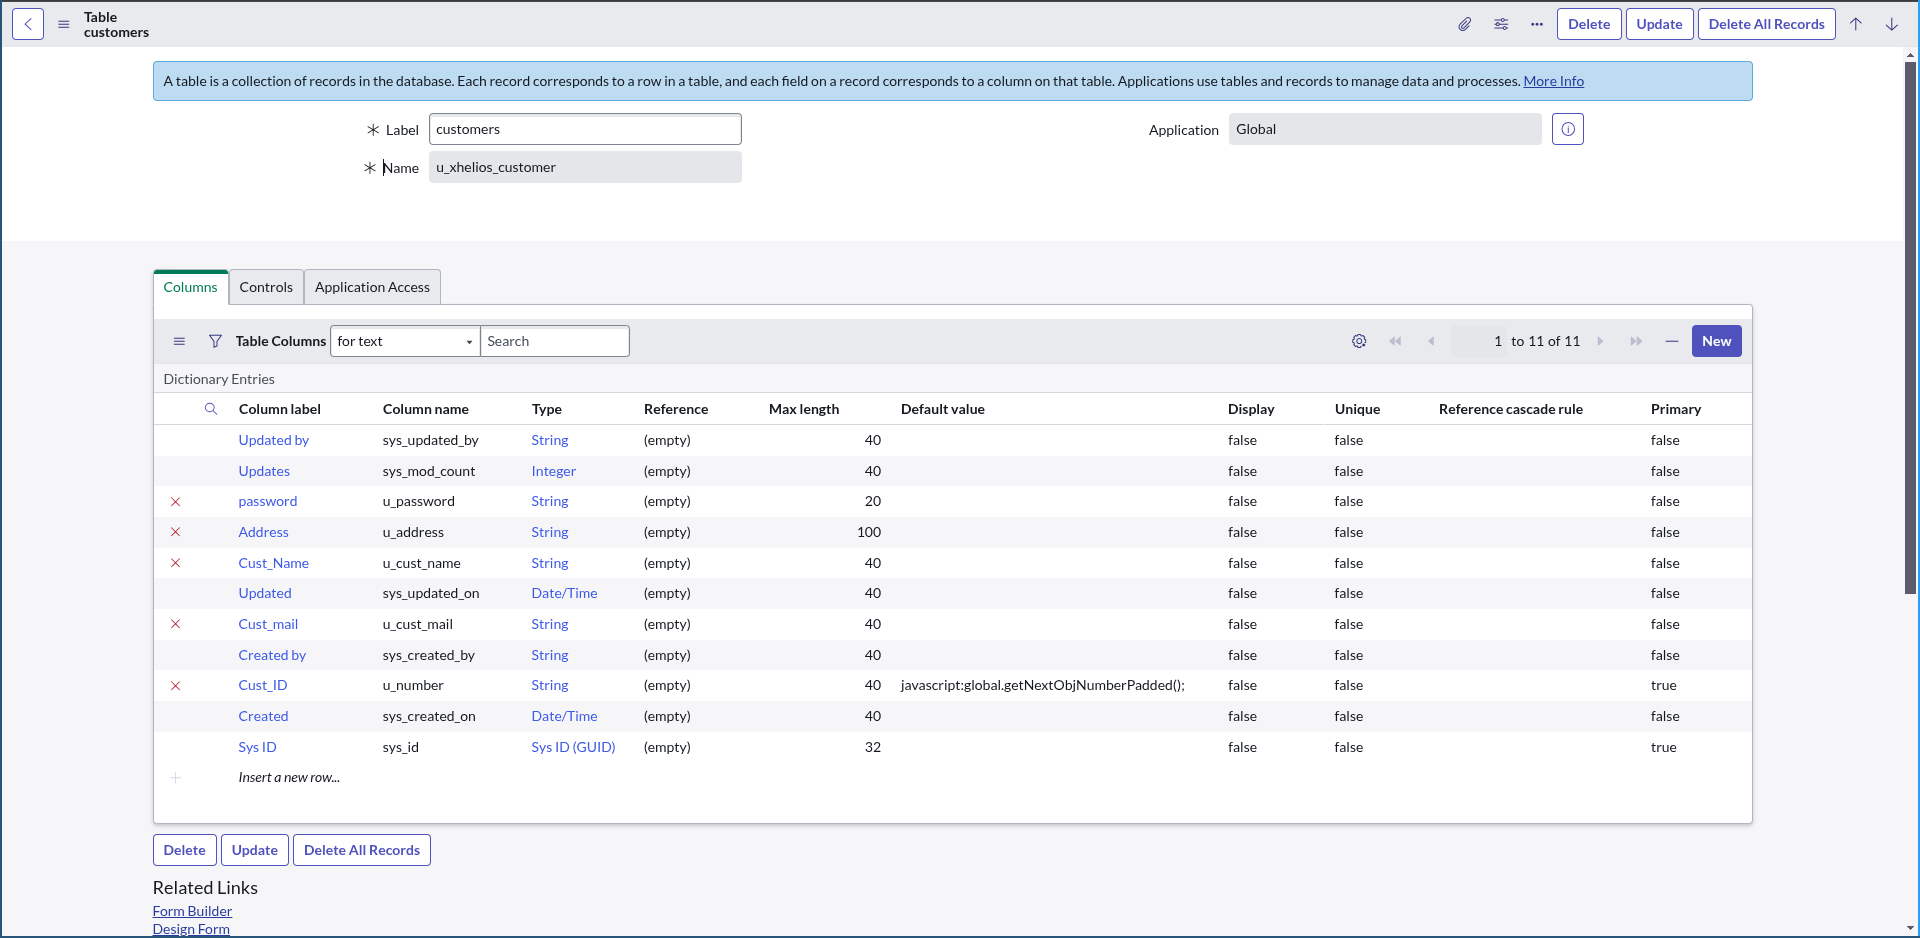 Table
customers
Delete Update Delete All Records
A table is a collection of records in the database. Each record corresponds to a row in a table, and each field on a record corresponds to a column on that table. Applications use tables and records to manage data and processes. More Info
Label customers Application Global
Name u_xhelios_customer
Columns Controls Application Access
Table Columns for text Search 1 to 11 of 11 New
Dictionary Entries
Column label Column name Type Reference Max length Default value Display Unique Reference cascade rule Primary
Updated by sys_updated_by String (empty) 40 false false false
Updates sys_mod_count Integer (empty) 40 false false false
password u_password String (empty) 20 false false false
Address u_address String (empty) 100 false false false
Cust_Name u_cust_name String (empty) 40 false false false
Updated sys_updated_on Date/Time (empty) 40 false false false
Cust_mail u_cust_mail String (empty) 40 false false false
Created by sys_created_by String (empty) 40 false false false
Cust_ID u_number String (empty) 40 javascript:global.getNextObjNumberPadded(); false false true
Created sys_created_on Date/Time (empty) 40 false false false
Sys ID sys_id Sys ID (GUID) (empty) 32 false false true
Insert a new row...
Delete Update Delete All Records
Related Links
Form Builder
Design Form